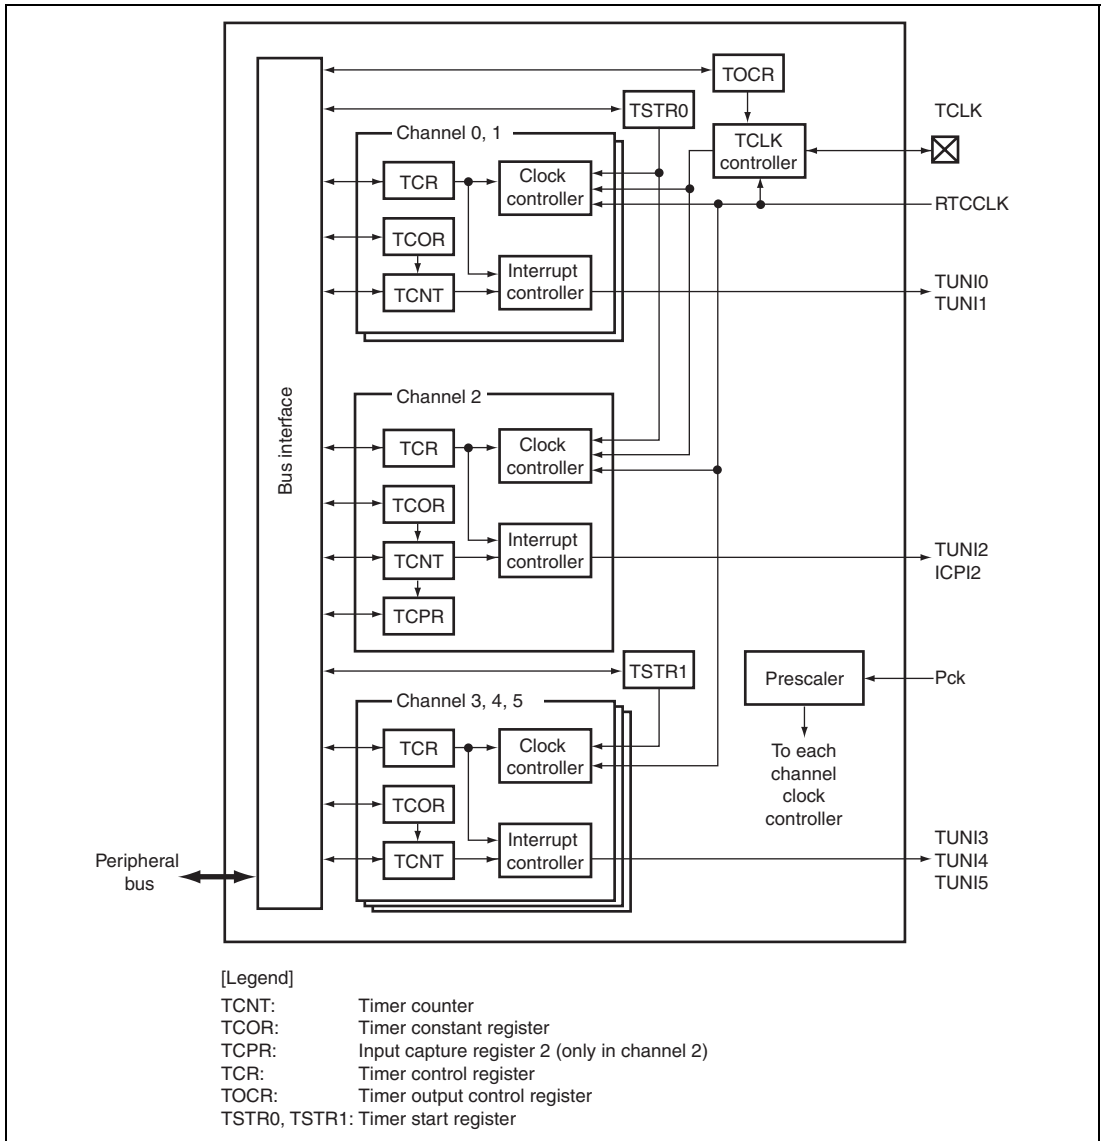 TOCR
TSTR0
TCLK
Channel 0, 1
TCLK
controller
TCR
Clock
controller
RTCCLK
TCOR
Interrupt
controller
TCNT
TUNI0
TUNI1
Bus interface
Channel 2
TCR
Clock
controller
TCOR
Interrupt
controller
TCNT
TUNI2
ICPI2
TCPR
TSTR1
Prescaler
Pck
Channel 3, 4, 5
TCR
Clock
controller
To each
channel
clock
controller
TCOR
Interrupt
controller
TCNT
TUNI3
TUNI4
TUNI5
Peripheral
bus
[Legend]
TCNT: Timer counter
TCOR: Timer constant register
TCPR: Input capture register 2 (only in channel 2)
TCR: Timer control register
TOCR: Timer output control register
TSTR0, TSTR1: Timer start register